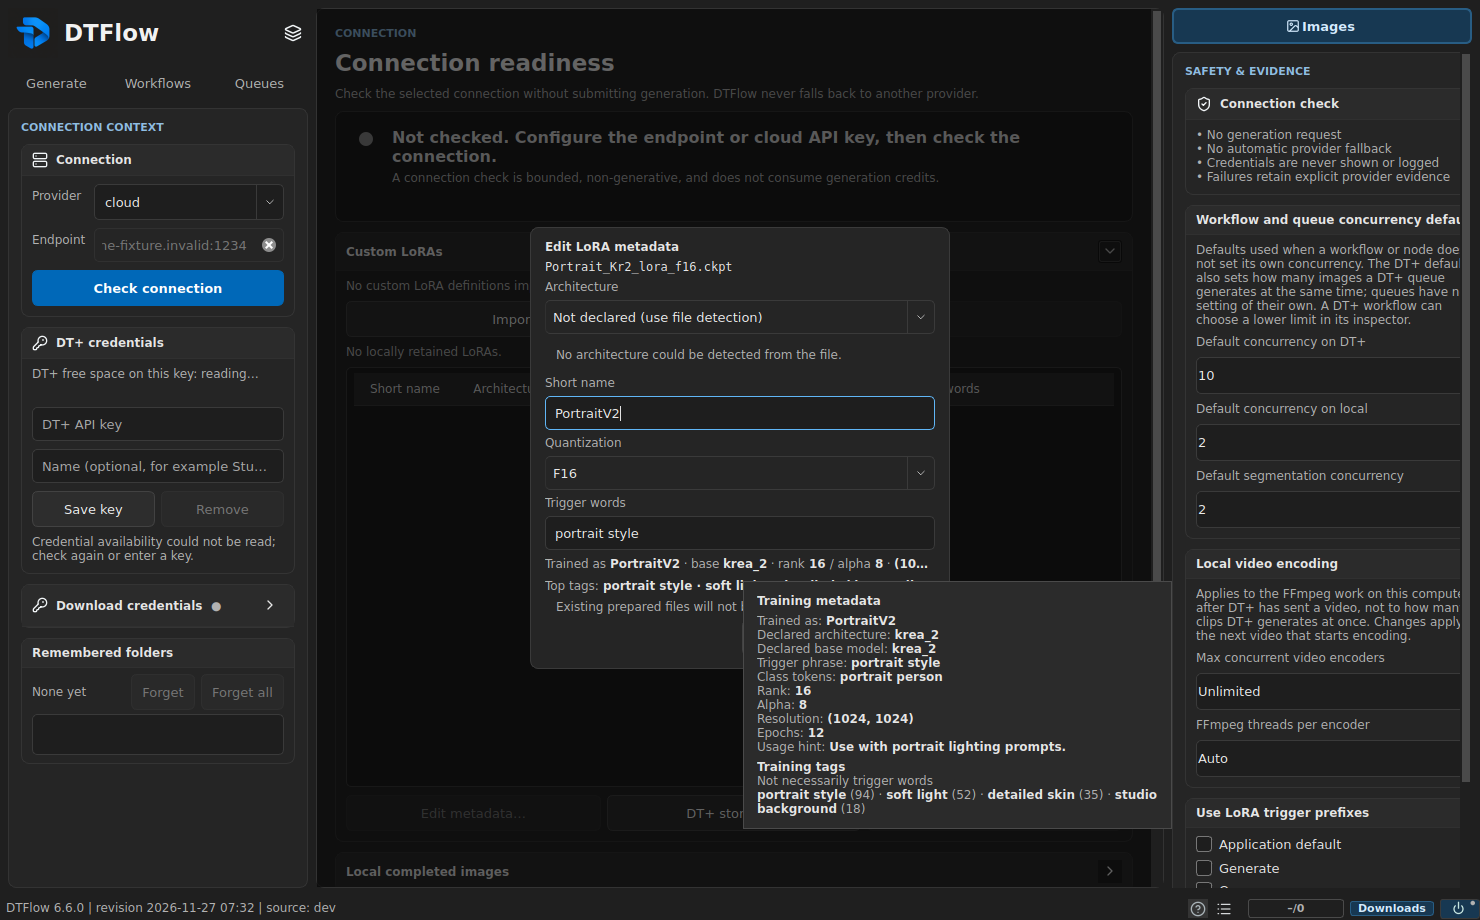 DTFlow
Generate
Workflows
Queues
CONNECTION CONTEXT
Connection
Provider
cloud
Endpoint
ne-fixture.invalid:1234
Check connection
DT+ credentials
DT+ free space on this key: reading...
DT+ API key
Name (optional, for example Stu...
Save key
Remove
Credential availability could not be read;
check again or enter a key.
Download credentials
Remembered folders
None yet
Forget
Forget all
CONNECTION
Connection readiness
Check the selected connection without submitting generation. DTFlow never falls back to another provider.
Not checked. Configure the endpoint or cloud API key, then check the
connection.
A connection check is bounded, non-generative, and does not consume generation credits.
Custom LoRAs
No custom LoRA definitions im
Impor
No locally retained LoRAs.
Short name
Architectu
words
Edit metadata...
DT+ stor
Local completed images
Edit LoRA metadata
Portrait_Kr2_lora_f16.ckpt
Architecture
Not declared (use file detection)
No architecture could be detected from the file.
Short name
PortraitV2
Quantization
F16
Trigger words
portrait style
Trained as PortraitV2 · base krea_2 · rank 16 / alpha 8 · (10...
Top tags: portrait style · soft li
Existing prepared files will not b
Training metadata
Trained as: PortraitV2
Declared architecture: krea_2
Declared base model: krea_2
Trigger phrase: portrait style
Class tokens: portrait person
Rank: 16
Alpha: 8
Resolution: (1024, 1024)
Epochs: 12
Usage hint: Use with portrait lighting prompts.
Training tags
Not necessarily trigger words
portrait style (94) · soft light (52) · detailed skin (35) · studio
background (18)
Images
SAFETY & EVIDENCE
Connection check
• No generation request
• No automatic provider fallback
• Credentials are never shown or logged
• Failures retain explicit provider evidence
Workflow and queue concurrency defau
Defaults used when a workflow or node doe
not set its own concurrency. The DT+ defaul
also sets how many images a DT+ queue
generates at the same time; queues have n
setting of their own. A DT+ workflow can
choose a lower limit in its inspector.
Default concurrency on DT+
10
Default concurrency on local
2
Default segmentation concurrency
2
Local video encoding
Applies to the FFmpeg work on this compute
after DT+ has sent a video, not to how man
clips DT+ generates at once. Changes apply
the next video that starts encoding.
Max concurrent video encoders
Unlimited
FFmpeg threads per encoder
Auto
Use LoRA trigger prefixes
Application default
Generate
DTFlow 6.6.0 | revision 2026-11-27 07:32 | source: dev
-/0
Downloads